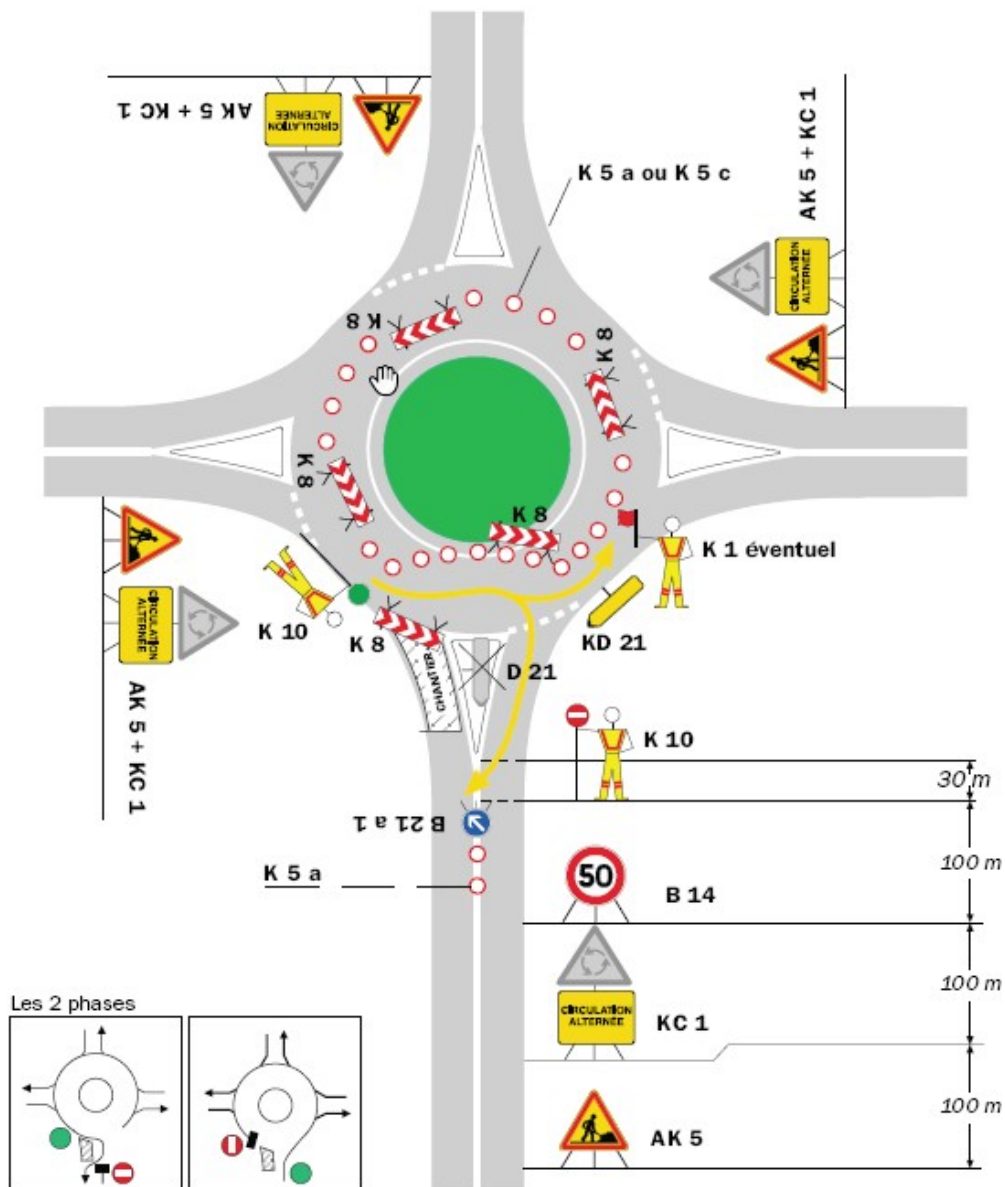 AK 5 + KC 1
CIRCULATION
ALTERNÉE
K 5 a ou K 5 c
AK 5 + KC 1
CIRCULATION
ALTERNÉE
K 8
K 8
K 8
K 8
K 1 éventuel
CIRCULATION
ALTERNÉE
AK 5 + KC 1
K 10
K 8
CHANTIER
D 21
KD 21
K 10
30 m
B 21 a 1
K 5 a
100 m
50
B 14
CIRCULATION
ALTERNÉE
KC 1
100 m
AK 5
100 m
Les 2 phases